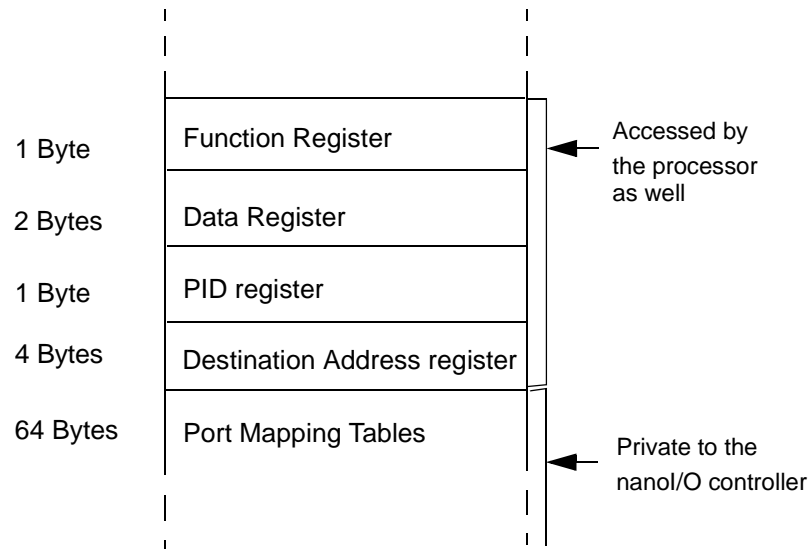 1 Byte
Function Register
2 Bytes
Data Register
1 Byte
PID register
4 Bytes
Destination Address register
64 Bytes
Port Mapping Tables
Accessed by
the processor
as well
Private to the
nanoI/O controller